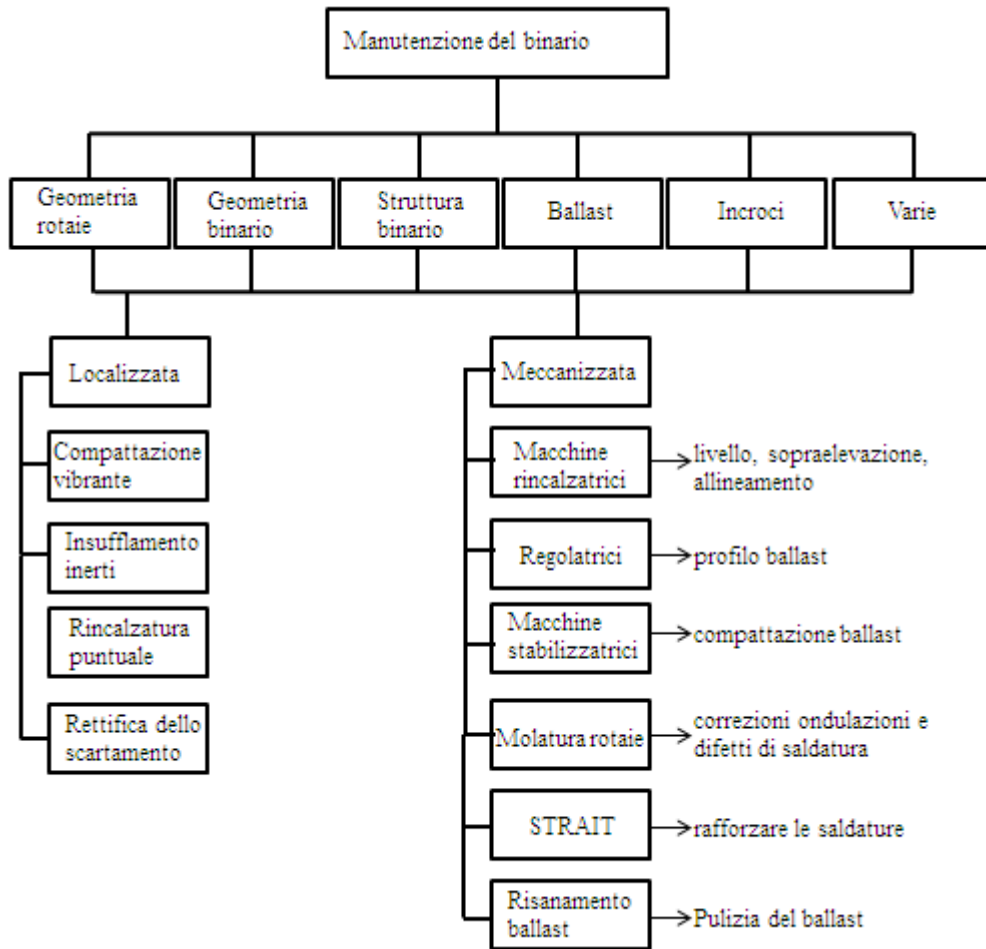 Manutenzione del binario
Geometria
rotaie
Geometria
binario
Struttura
binario
Ballast
Incroci
Varie
Localizzata
Compattazione
vibrante
Insufflamento
inerti
Rincalzatura
puntuale
Rettifica dello
scartamento
Meccanizzata
Macchine
rincalzatrici
livello, sopraelevazione,
allineamento
Regolatrici
profilo ballast
Macchine
stabilizzatrici
compattazione ballast
Molatura rotaie
correzioni ondulazioni e
difetti di saldatura
STRAIT
rafforzare le saldature
Risanamento
ballast
Pulizia del ballast